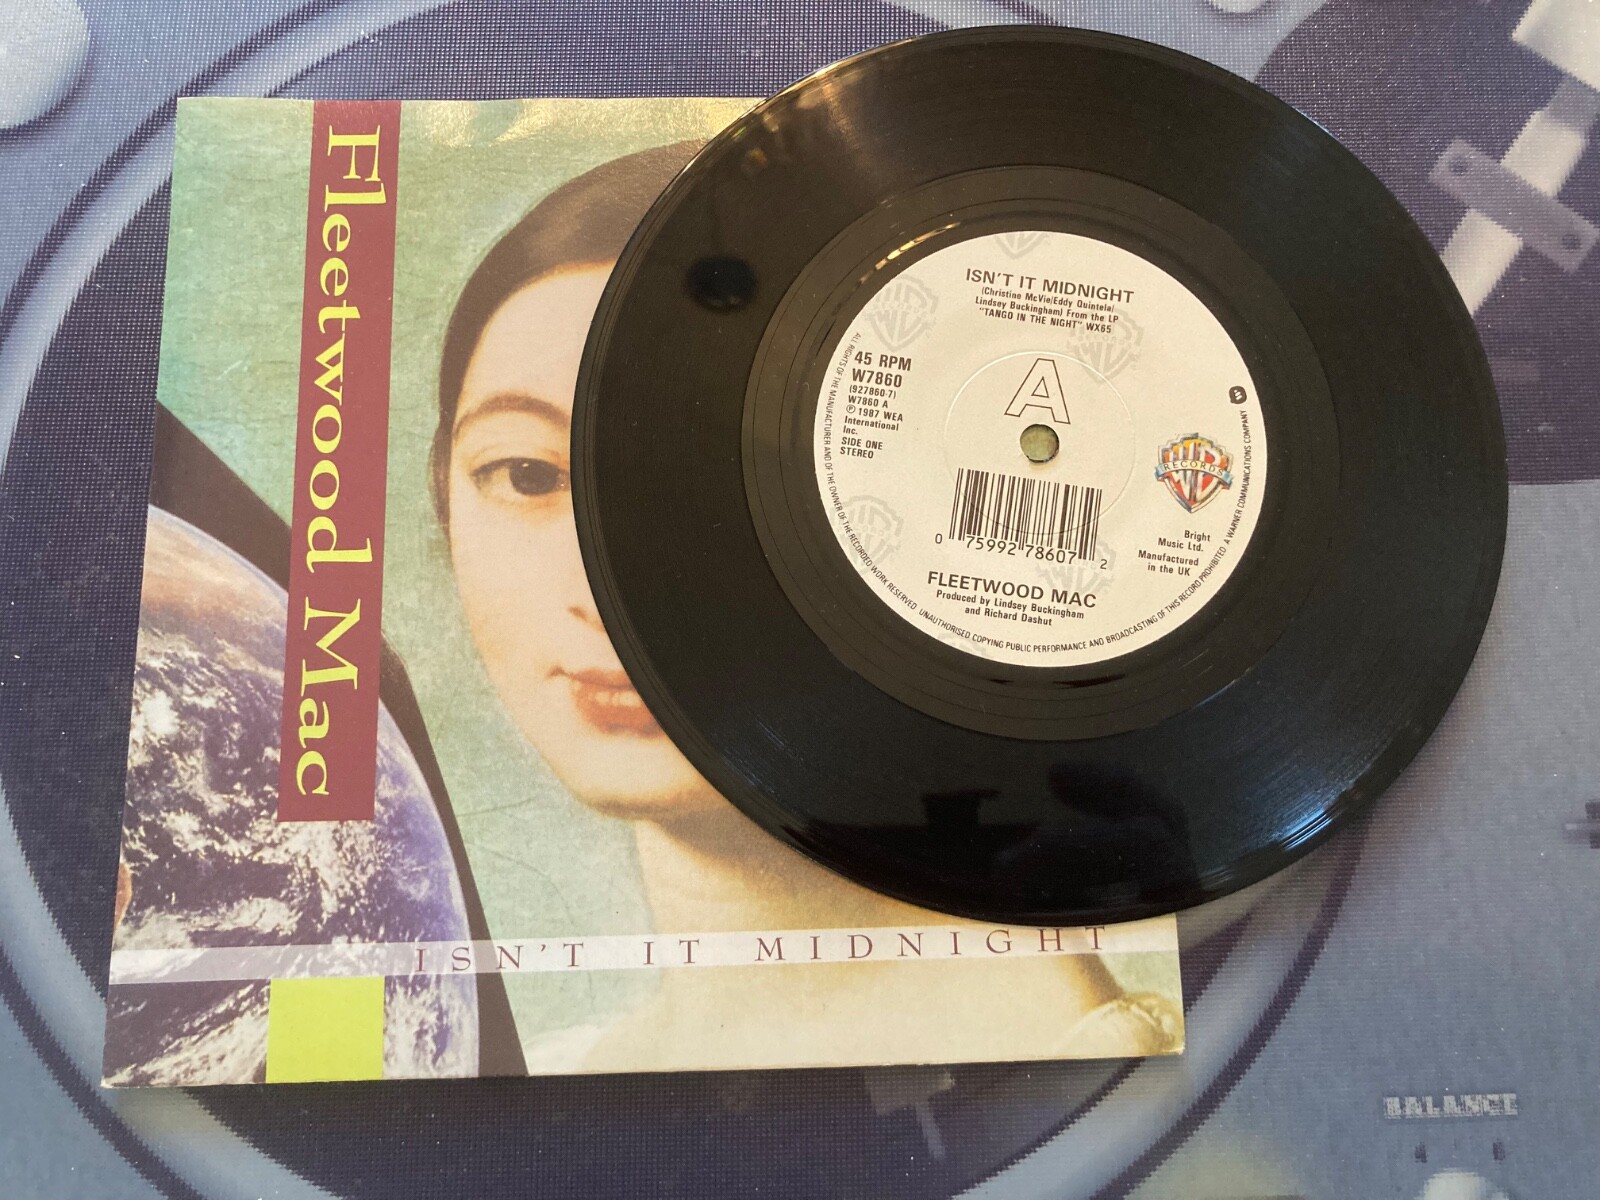 Fleetwood Mac
ISN'T IT MIDNIGHT
ISN'T IT MIDNIGHT
(Christine McVie/Eddy Quintela/
Lindsey Buckingham) From the LP
"TANGO IN THE NIGHT" WX65
A
45 RPM
W7860
(927860-7)
W7860 A
Ⓟ 1987 WEA
International
Inc.
SIDE ONE
STEREO
RECORDS
Bright
Music Ltd.
Manufactured
in the UK
0 75992 78607 2
FLEETWOOD MAC
Produced by Lindsey Buckingham
and Richard Dashut
ALL RIGHTS OF THE MANUFACTURER AND OF THE OWNER OF THE RECORDED WORK RESERVED UNAUTHORISED COPYING PUBLIC PERFORMANCE AND BROADCASTING OF THIS RECORD PROHIBITED A WARNER COMMUNICATIONS COMPANY
BALANCE